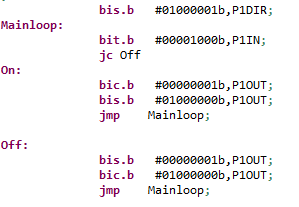 bis.b #01000001b,P1DIR;
Mainloop:
bit.b #00001000b,P1IN;
jc Off
On:
bic.b #00000001b,P1OUT;
bis.b #01000000b,P1OUT;
jmp Mainloop;
Off:
bis.b #00000001b,P1OUT;
bic.b #01000000b,P1OUT;
jmp Mainloop;